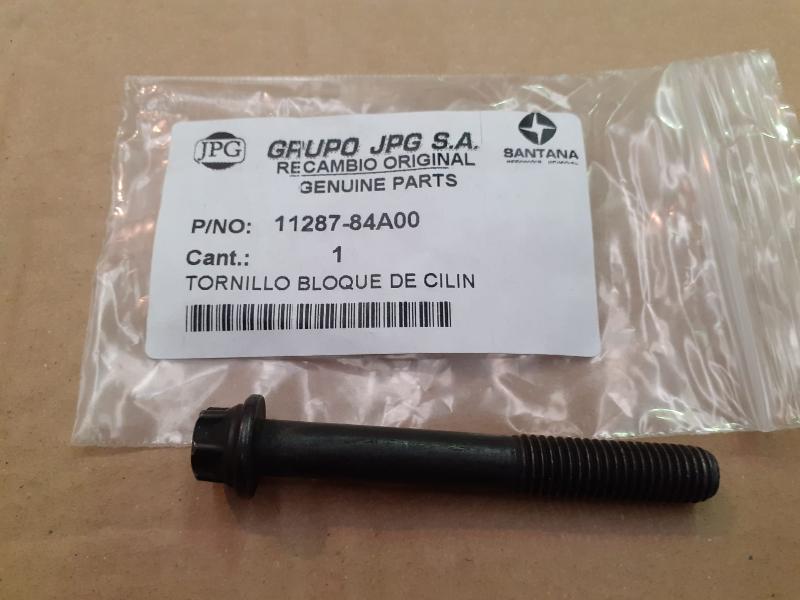 JPG
GRUPO JPG S.A.
RECAMBIO ORIGINAL
GENUINE PARTS
SANTANA
P/NO: 11287-84A00
Cant.: 1
TORNILLO BLOQUE DE CILIN